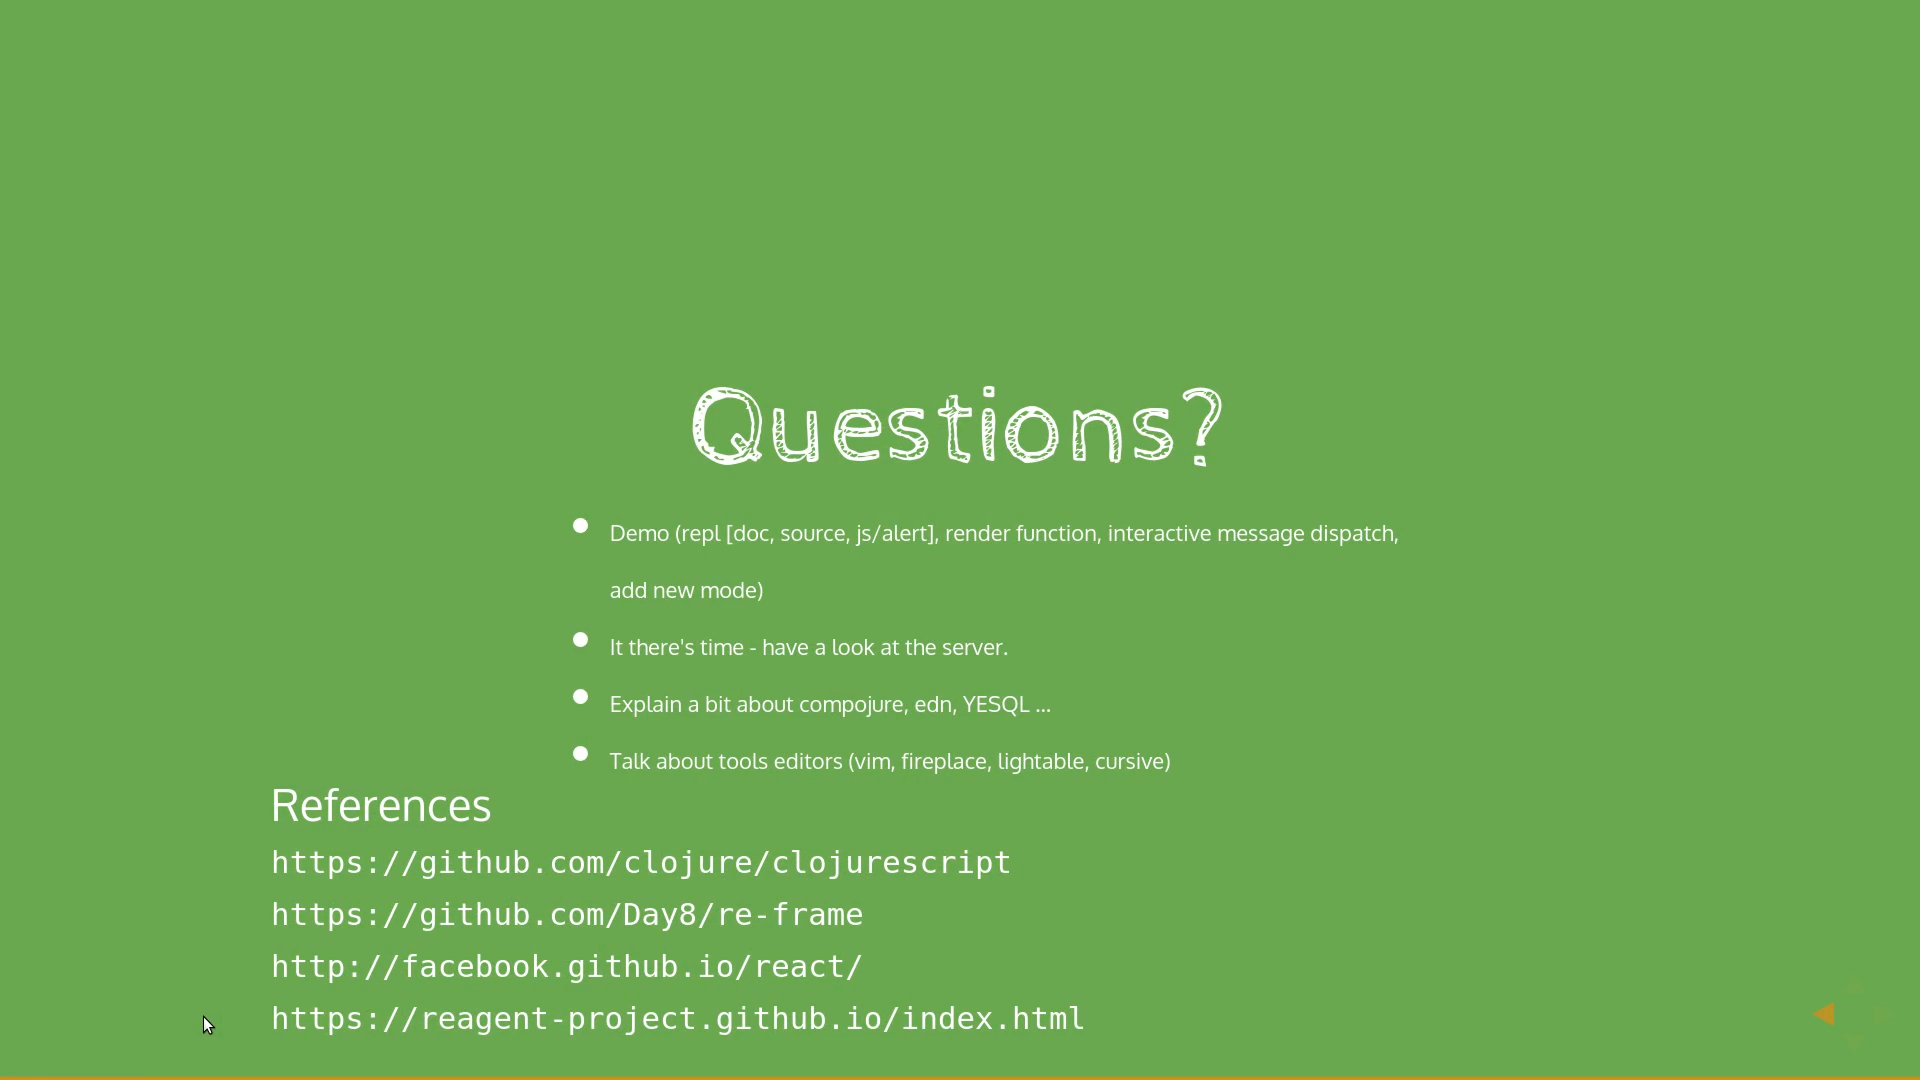 Questions?
Demo (repl [doc, source, js/alert], render function, interactive message dispatch,
add new mode)
It there's time - have a look at the server.
Explain a bit about compojure, edn, YESQL ...
Talk about tools editors (vim, fireplace, lightable, cursive)
References
https://github.com/clojure/clojurescript
https://github.com/Day8/re-frame
http://facebook.github.io/react/
https://reagent-project.github.io/index.html